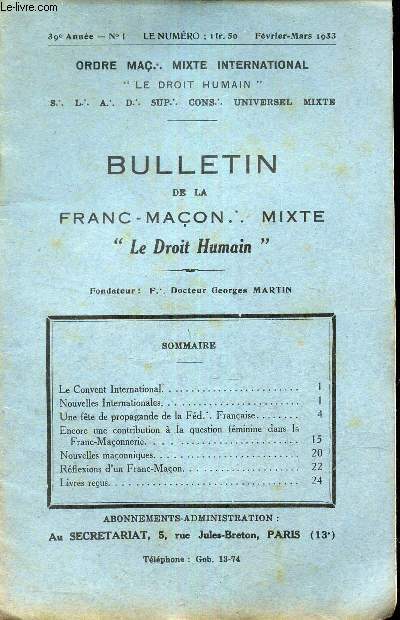 Le-livre.com
39e Année — No 1 LE NUMÉRO : 1 fr. 50 Février-Mars 1933
ORDRE MAÇ∴ MIXTE INTERNATIONAL
“ LE DROIT HUMAIN ”
S∴ L∴ A∴ D∴ SUP∴ CONS∴ UNIVERSEL MIXTE
BULLETIN
DE LA
FRANC-MAÇON∴ MIXTE
“ Le Droit Humain ”
Fondateur : F∴ Docteur Georges MARTIN
SOMMAIRE
Le Convent International. . . . . . . . . . . . . . . . . . . . . . . . 1
Nouvelles Internationales. . . . . . . . . . . . . . . . . . . . . . . . 1
Une fête de propagande de la Féd∴ Française. . . . . . . . 4
Encore une contribution à la question féminine dans la
Franc-Maçonnerie. . . . . . . . . . . . . . . . . . . . . . . . . . 15
Nouvelles maçonniques. . . . . . . . . . . . . . . . . . . . . . . . 20
Réflexions d'un Franc-Maçon. . . . . . . . . . . . . . . . . . . . 22
Livres reçus. . . . . . . . . . . . . . . . . . . . . . . . . . . . . . . . 24
ABONNEMENTS-ADMINISTRATION :
Au SECRETARIAT, 5, rue Jules-Breton, PARIS (13e)
Téléphone : Gob. 13-74